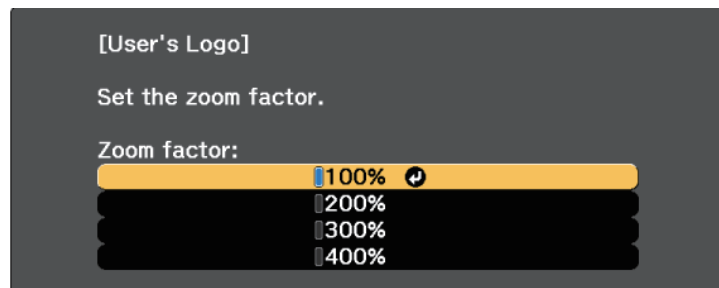 [User's Logo]
Set the zoom factor.
Zoom factor:
100%
200%
300%
400%